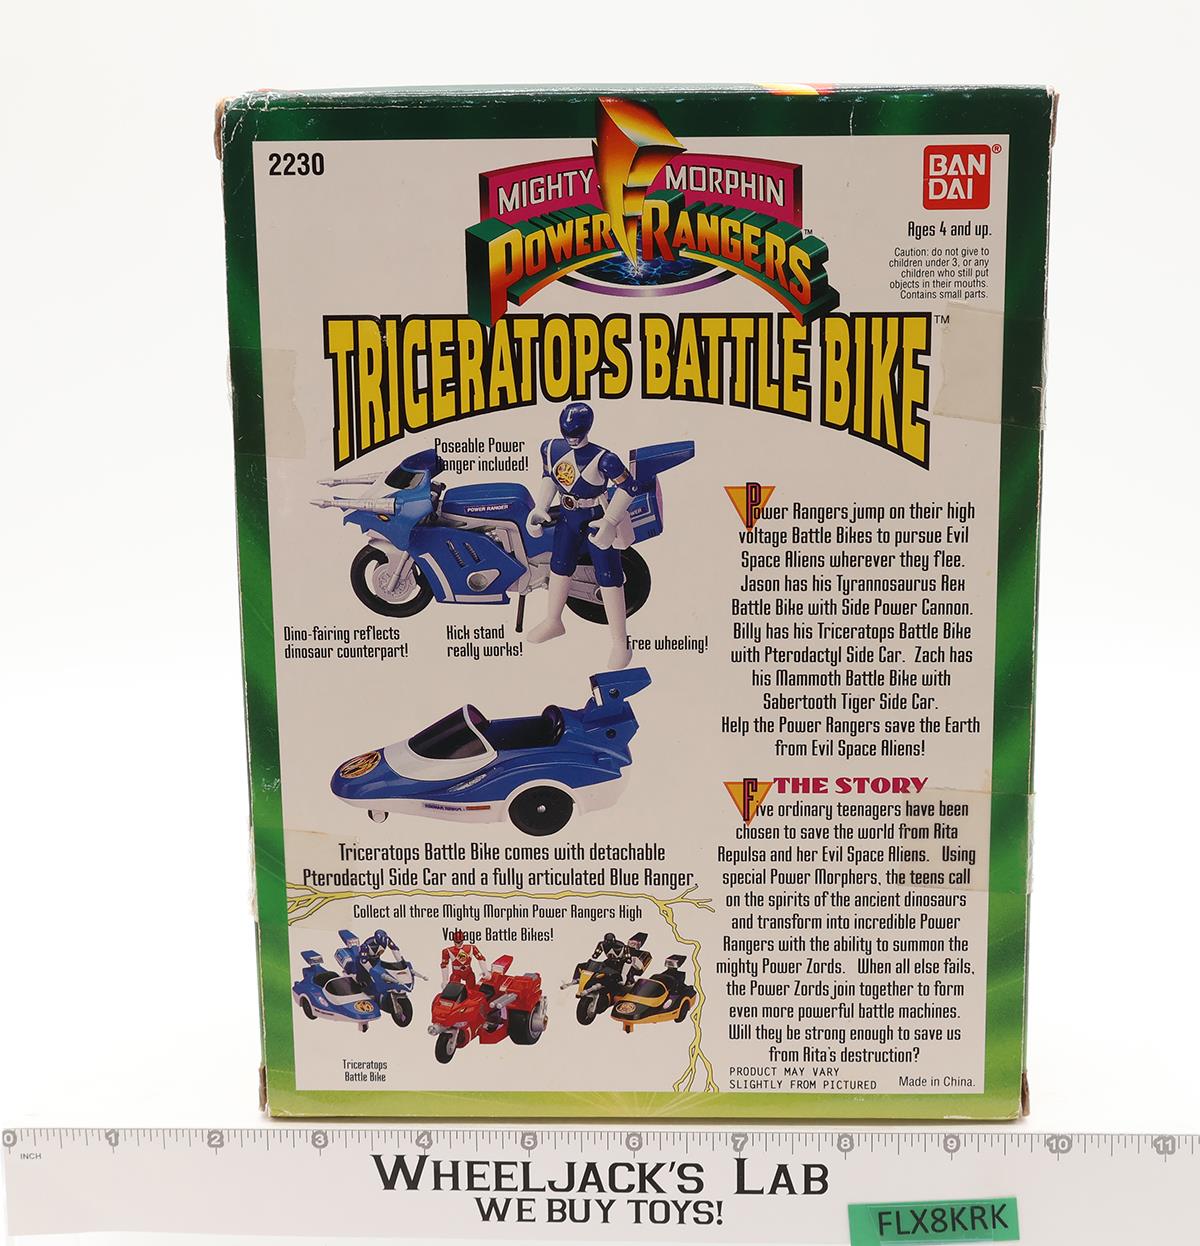 2230
MIGHTY MORPHIN
POWER RANGERS™
BAN
DAI®
Ages 4 and up.
Caution: do not give to
children under 3, or any
children who still put
objects in their mouths.
Contains small parts.
TRICERATOPS BATTLE BIKE™
Poseable Power
Ranger included!
POWER RANGER
Dino-fairing reflects
dinosaur counterpart!
Kick stand
really works!
Free wheeling!
Power Rangers jump on their high
voltage Battle Bikes to pursue Evil
Space Aliens wherever they flee.
Jason has his Tyrannosaurus Rex
Battle Bike with Side Power Cannon.
Billy has his Triceratops Battle Bike
with Pterodactyl Side Car. Zach has
his Mammoth Battle Bike with
Sabertooth Tiger Side Car.
Help the Power Rangers save the Earth
from Evil Space Aliens!
THE STORY
Five ordinary teenagers have been
chosen to save the world from Rita
Repulsa and her Evil Space Aliens. Using
special Power Morphers, the teens call
on the spirits of the ancient dinosaurs
and transform into incredible Power
Rangers with the ability to summon the
mighty Power Zords. When all else fails,
the Power Zords join together to form
even more powerful battle machines.
Will they be strong enough to save us
from Rita's destruction?
PRODUCT MAY VARY
SLIGHTLY FROM PICTURED
Made in China.
Triceratops Battle Bike comes with detachable
Pterodactyl Side Car and a fully articulated Blue Ranger.
Collect all three Mighty Morphin Power Rangers High
Voltage Battle Bikes!
Triceratops
Battle Bike
0 1 2 3 4 5 6 7 8 9 10 11
INCH
WHEELJACK'S LAB
WE BUY TOYS!
FLX8KRK